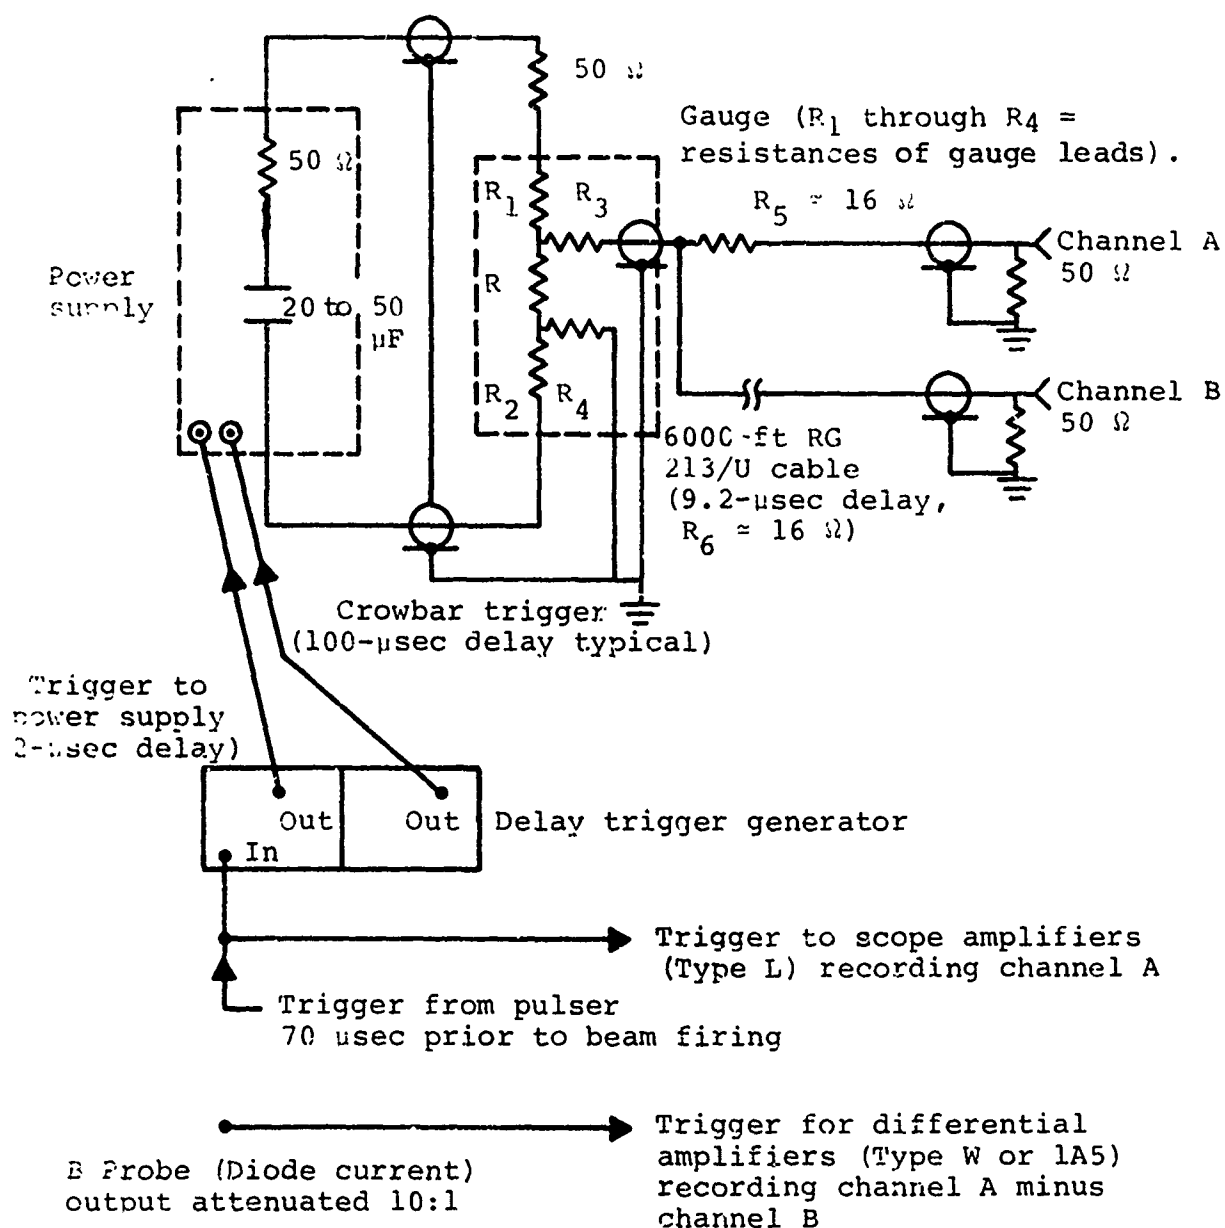 50 Ω
Gauge (R1 through R4 =
resistances of gauge leads).
50 Ω
R1
R3
R5 ≃ 16 Ω
Channel A
50 Ω
Power
supply
20 to 50
μF
R
R2
R4
Channel B
50 Ω
6000-ft RG
213/U cable
(9.2-μsec delay,
R6 ≃ 16 Ω)
Crowbar trigger
(100-μsec delay typical)
Trigger to
power supply
2-μsec delay)
Out
Out
Delay trigger generator
In
Trigger to scope amplifiers
(Type L) recording channel A
Trigger from pulser
70 μsec prior to beam firing
B Probe (Diode current)
output attenuated 10:1
Trigger for differential
amplifiers (Type W or 1A5)
recording channel A minus
channel B